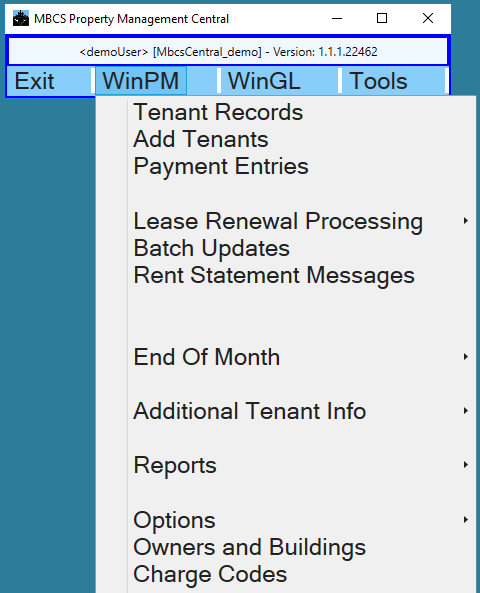 MBCS Property Management Central
<demoUser> [MbcsCentral_demo] - Version: 1.1.1.22462
Exit WinPM WinGL Tools
Tenant Records
Add Tenants
Payment Entries
Lease Renewal Processing
Batch Updates
Rent Statement Messages
End Of Month
Additional Tenant Info
Reports
Options
Owners and Buildings
Charge Codes